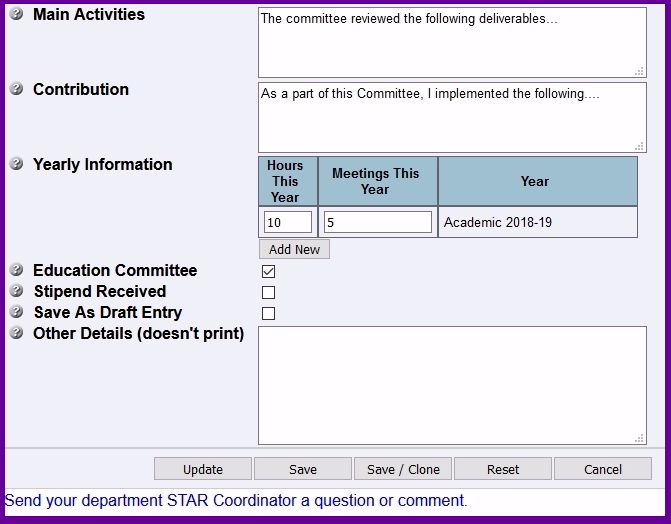 Main Activities
The committee reviewed the following deliverables...
Contribution
As a part of this Committee, I implemented the following....
Yearly Information
Hours This Year
Meetings This Year
Year
10
5
Academic 2018-19
Add New
Education Committee
Stipend Received
Save As Draft Entry
Other Details (doesn't print)
Update
Save
Save / Clone
Reset
Cancel
Send your department STAR Coordinator a question or comment.